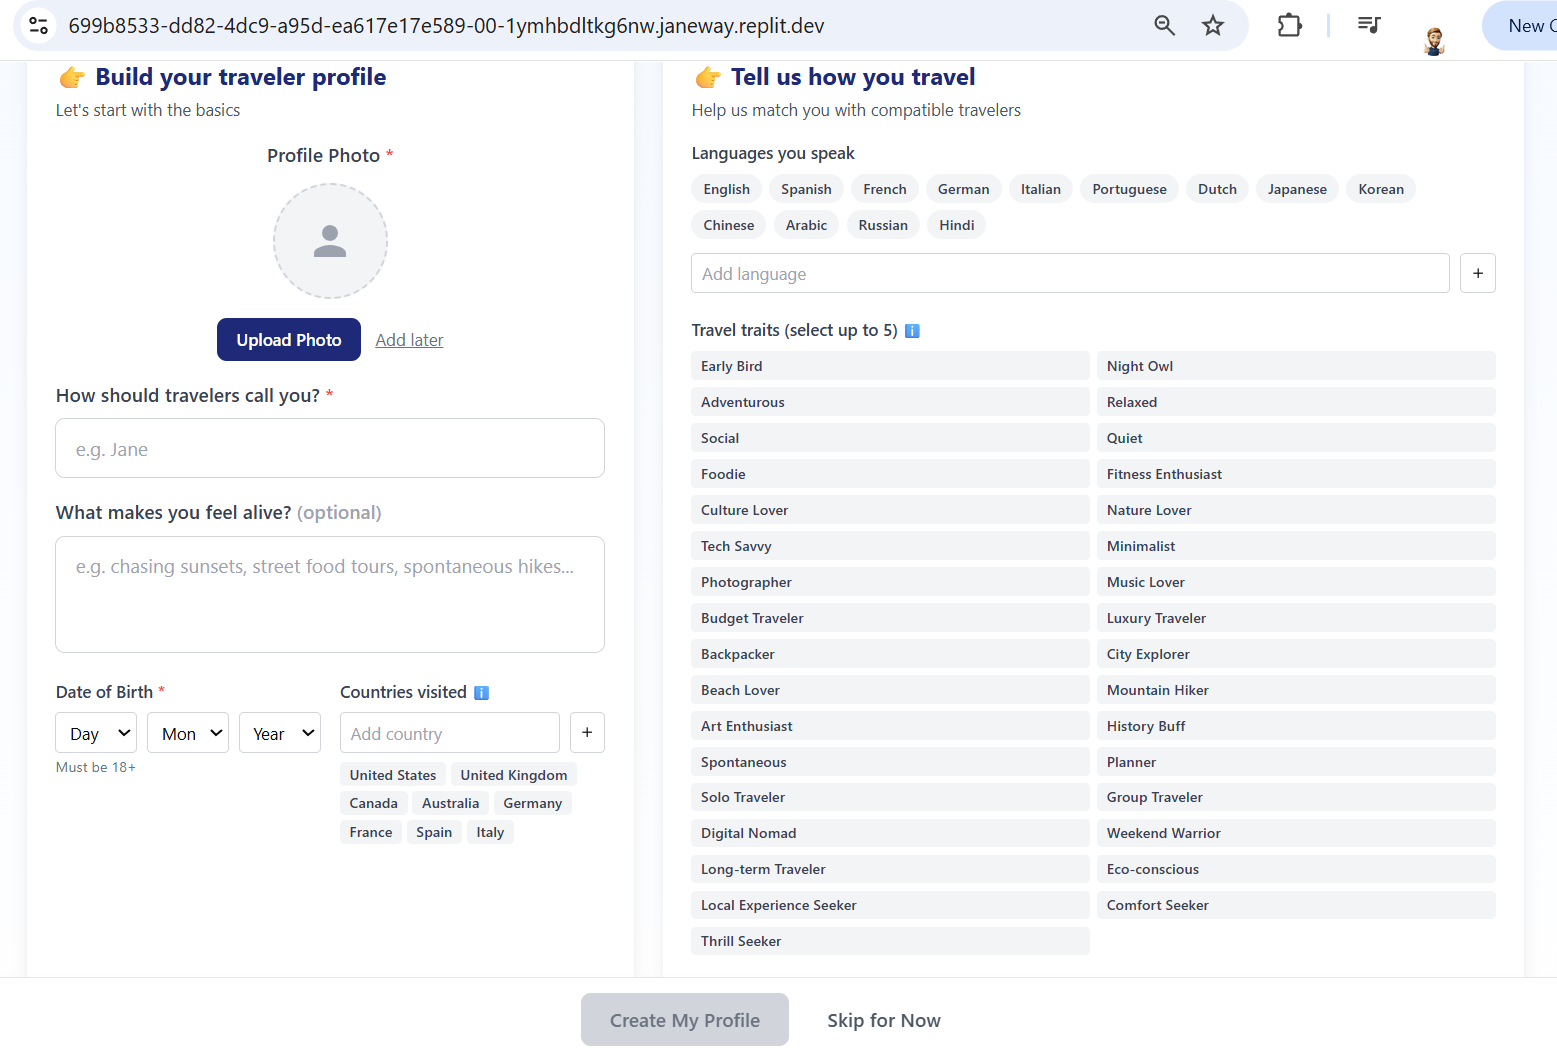 699b8533-dd82-4dc9-a95d-ea617e17e589-00-1ymhbdltkg6nw.janeway.replit.dev
New C
👉 Build your traveler profile
Let's start with the basics
Profile Photo *
Upload Photo Add later
How should travelers call you? *
e.g. Jane
What makes you feel alive? (optional)
e.g. chasing sunsets, street food tours, spontaneous hikes...
Date of Birth *
Day Mon Year
Must be 18+
Countries visited ℹ️
Add country +
United States United Kingdom
Canada Australia Germany
France Spain Italy
👉 Tell us how you travel
Help us match you with compatible travelers
Languages you speak
English Spanish French German Italian Portuguese Dutch Japanese Korean
Chinese Arabic Russian Hindi
Add language +
Travel traits (select up to 5) ℹ️
Early Bird Night Owl
Adventurous Relaxed
Social Quiet
Foodie Fitness Enthusiast
Culture Lover Nature Lover
Tech Savvy Minimalist
Photographer Music Lover
Budget Traveler Luxury Traveler
Backpacker City Explorer
Beach Lover Mountain Hiker
Art Enthusiast History Buff
Spontaneous Planner
Solo Traveler Group Traveler
Digital Nomad Weekend Warrior
Long-term Traveler Eco-conscious
Local Experience Seeker Comfort Seeker
Thrill Seeker
Create My Profile Skip for Now